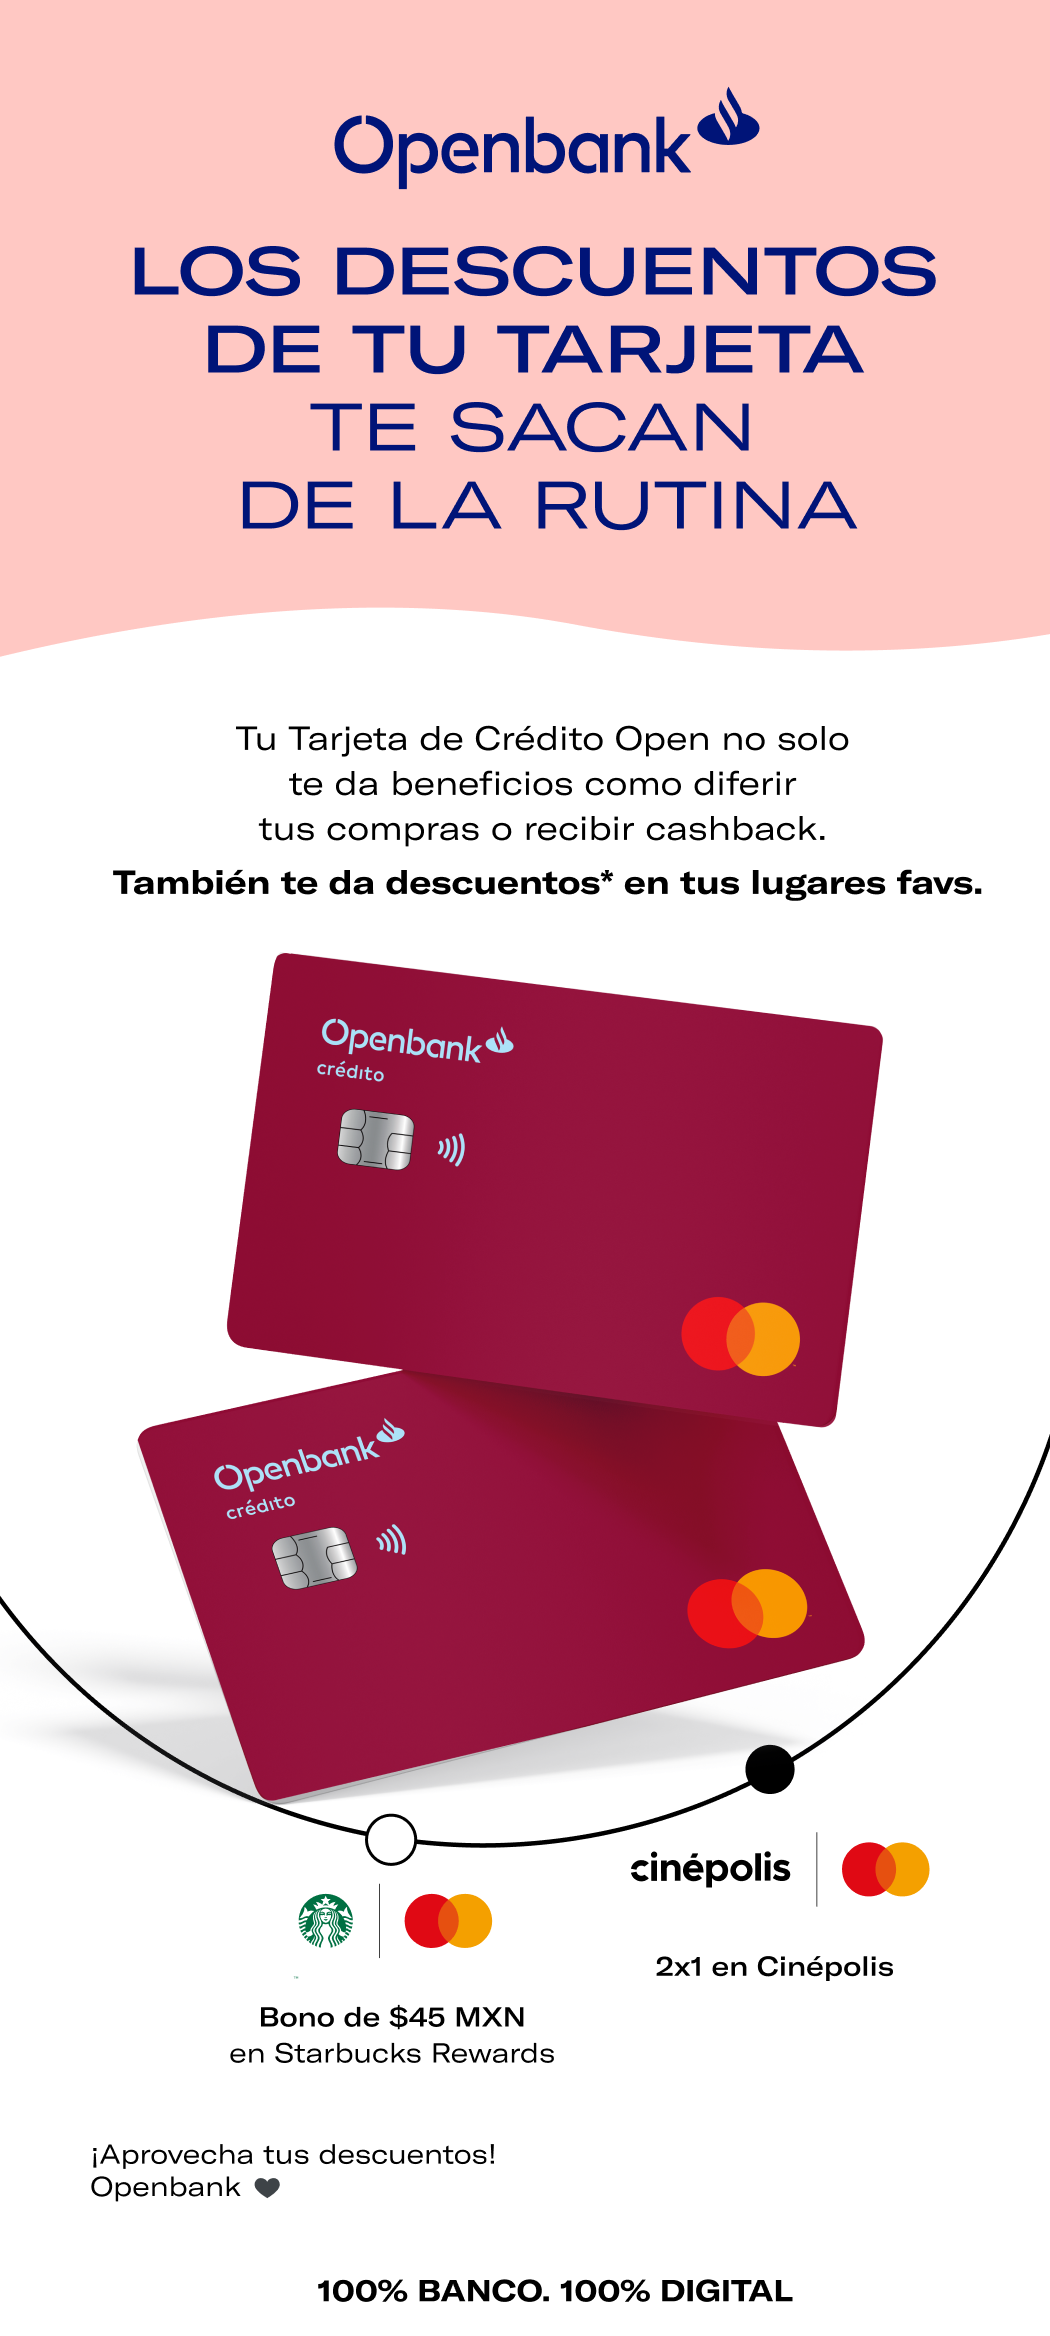 Openbank
LOS DESCUENTOS
DE TU TARJETA
TE SACAN
DE LA RUTINA
Tu Tarjeta de Crédito Open no solo
te da beneficios como diferir
tus compras o recibir cashback.
También te da descuentos* en tus lugares favs.
Openbank
crédito
Openbank
crédito
cinépolis
2x1 en Cinépolis
Bono de $45 MXN
en Starbucks Rewards
¡Aprovecha tus descuentos!
Openbank
100% BANCO. 100% DIGITAL